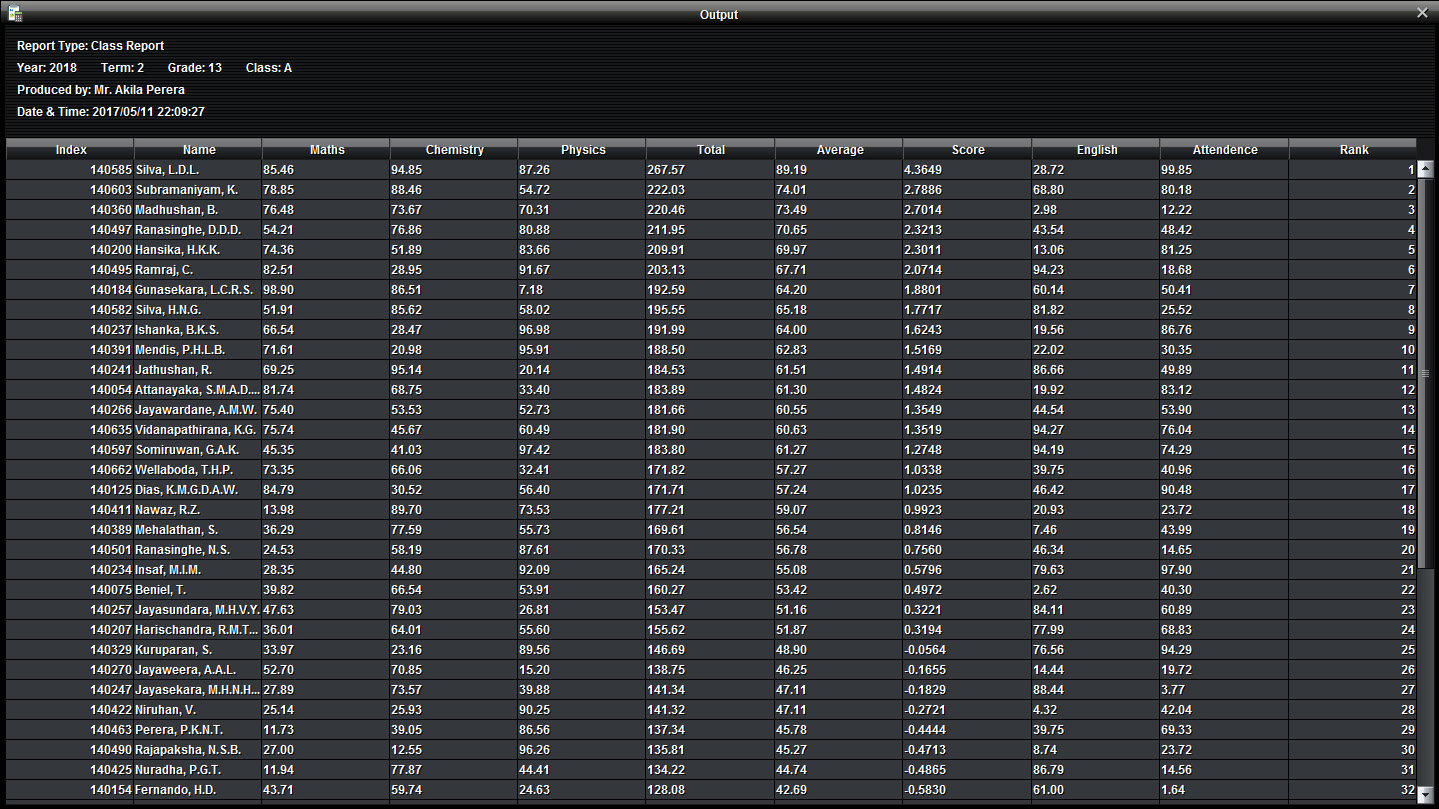 Output
Report Type: Class Report
Year: 2018 Term: 2 Grade: 13 Class: A
Produced by: Mr. Akila Perera
Date & Time: 2017/05/11 22:09:27
Index Name Maths Chemistry Physics Total Average Score English Attendence Rank
140585 Silva, L.D.L. 85.46 94.85 87.26 267.57 89.19 4.3649 28.72 99.85 1
140603 Subramaniyam, K. 78.85 88.46 54.72 222.03 74.01 2.7886 68.80 80.18 2
140360 Madhushan, B. 76.48 73.67 70.31 220.46 73.49 2.7014 2.98 12.22 3
140497 Ranasinghe, D.D.D. 54.21 76.86 80.88 211.95 70.65 2.3213 43.54 48.42 4
140200 Hansika, H.K.K. 74.36 51.89 83.66 209.91 69.97 2.3011 13.06 81.25 5
140495 Ramraj, C. 82.51 28.95 91.67 203.13 67.71 2.0714 94.23 18.68 6
140184 Gunasekara, L.C.R.S. 98.90 86.51 7.18 192.59 64.20 1.8801 60.14 50.41 7
140582 Silva, H.N.G. 51.91 85.62 58.02 195.55 65.18 1.7717 81.82 25.52 8
140237 Ishanka, B.K.S. 66.54 28.47 96.98 191.99 64.00 1.6243 19.56 86.76 9
140391 Mendis, P.H.L.B. 71.61 20.98 95.91 188.50 62.83 1.5169 22.02 30.35 10
140241 Jathushan, R. 69.25 95.14 20.14 184.53 61.51 1.4914 86.66 49.89 11
140054 Attanayaka, S.M.A.D.... 81.74 68.75 33.40 183.89 61.30 1.4824 19.92 83.12 12
140266 Jayawardane, A.M.W. 75.40 53.53 52.73 181.66 60.55 1.3549 44.54 53.90 13
140635 Vidanapathirana, K.G. 75.74 45.67 60.49 181.90 60.63 1.3519 94.27 76.04 14
140597 Somiruwan, G.A.K. 45.35 41.03 97.42 183.80 61.27 1.2748 94.19 74.29 15
140662 Wellaboda, T.H.P. 73.35 66.06 32.41 171.82 57.27 1.0338 39.75 40.96 16
140125 Dias, K.M.G.D.A.W. 84.79 30.52 56.40 171.71 57.24 1.0235 46.42 90.48 17
140411 Nawaz, R.Z. 13.98 89.70 73.53 177.21 59.07 0.9923 20.93 23.72 18
140389 Mehalathan, S. 36.29 77.59 55.73 169.61 56.54 0.8146 7.46 43.99 19
140501 Ranasinghe, N.S. 24.53 58.19 87.61 170.33 56.78 0.7560 46.34 14.65 20
140234 Insaf, M.I.M. 28.35 44.80 92.09 165.24 55.08 0.5796 79.63 97.90 21
140075 Beniel, T. 39.82 66.54 53.91 160.27 53.42 0.4972 2.62 40.30 22
140257 Jayasundara, M.H.V.Y. 47.63 79.03 26.81 153.47 51.16 0.3221 84.11 60.89 23
140207 Harischandra, R.M.T... 36.01 64.01 55.60 155.62 51.87 0.3194 77.99 68.83 24
140329 Kuruparan, S. 33.97 23.16 89.56 146.69 48.90 -0.0564 76.56 94.29 25
140270 Jayaweera, A.A.L. 52.70 70.85 15.20 138.75 46.25 -0.1655 14.44 19.72 26
140247 Jayasekara, M.H.N.H... 27.89 73.57 39.88 141.34 47.11 -0.1829 88.44 3.77 27
140422 Niruhan, V. 25.14 25.93 90.25 141.32 47.11 -0.2721 4.32 42.04 28
140463 Perera, P.K.N.T. 11.73 39.05 86.56 137.34 45.78 -0.4444 39.75 69.33 29
140490 Rajapaksha, N.S.B. 27.00 12.55 96.26 135.81 45.27 -0.4713 8.74 23.72 30
140425 Nuradha, P.G.T. 11.94 77.87 44.41 134.22 44.74 -0.4865 86.79 14.56 31
140154 Fernando, H.D. 43.71 59.74 24.63 128.08 42.69 -0.5830 61.00 1.64 32